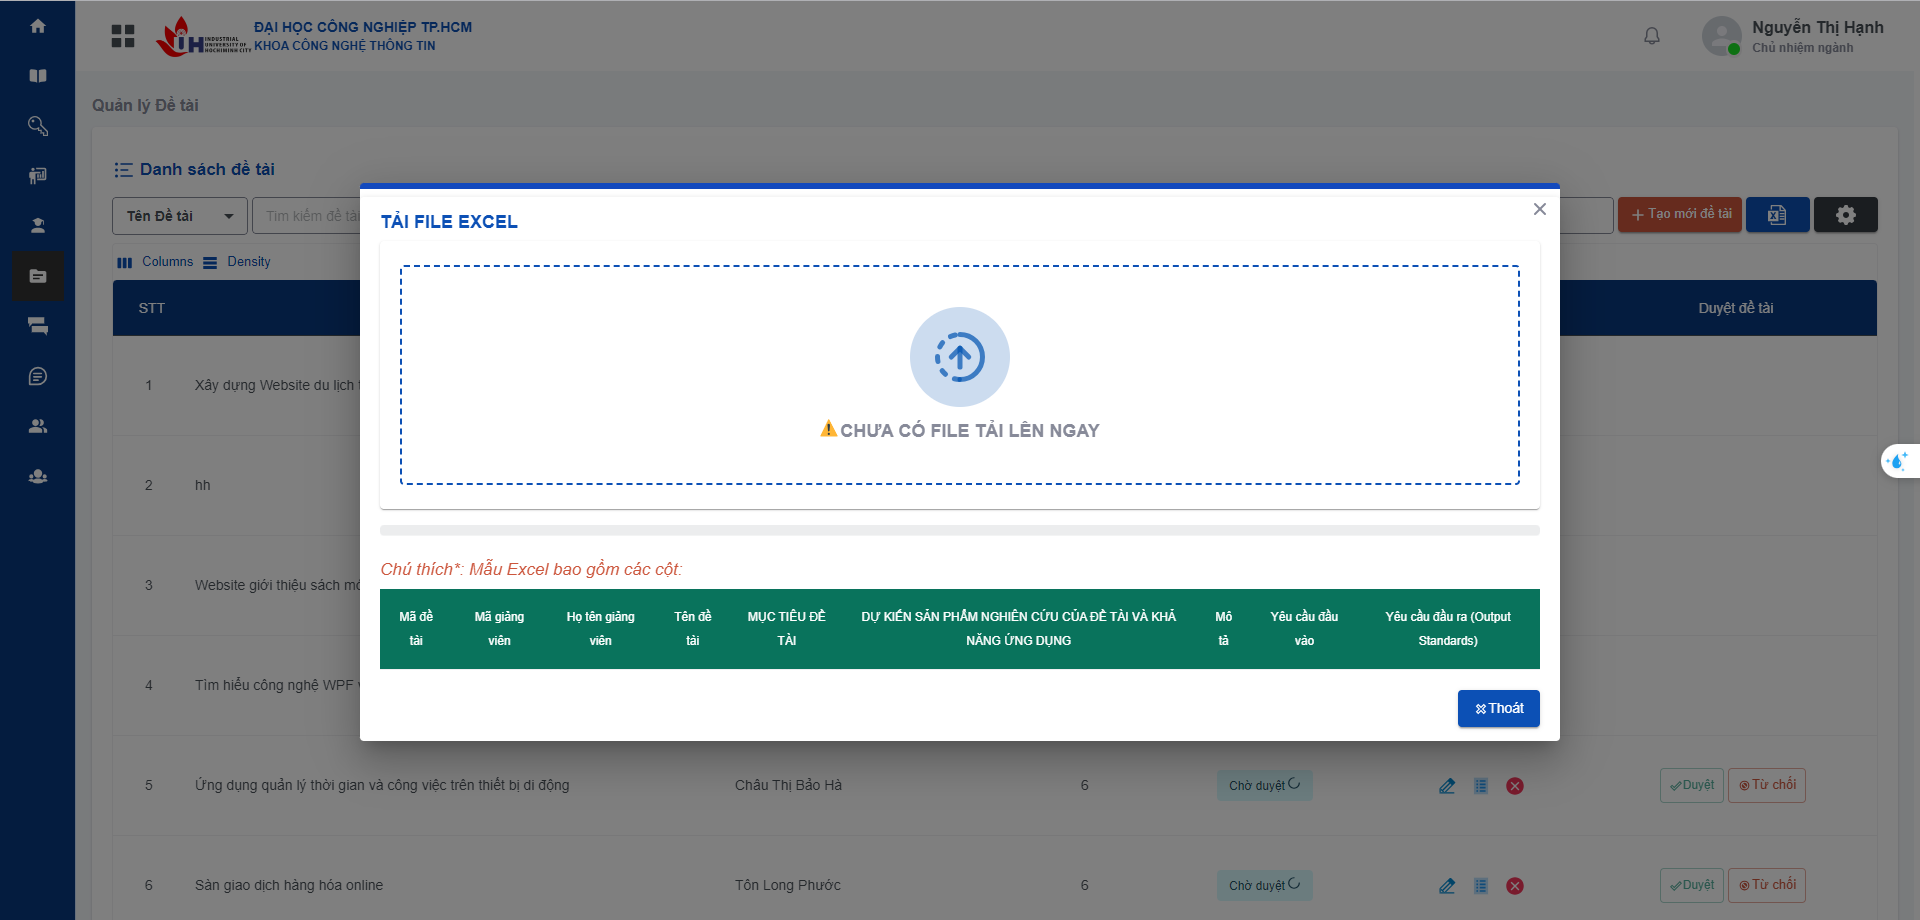 ĐẠI HỌC CÔNG NGHIỆP TP.HCM
KHOA CÔNG NGHỆ THÔNG TIN
INDUSTRIAL
UNIVERSITY OF
HOCHIMINH CITY
Nguyễn Thị Hạnh
Chủ nhiệm ngành
Quản lý Đề tài
Danh sách đề tài
Tên Đề tài
Tìm kiếm đề tài
Tạo mới đề tài
Columns
Density
STT
Duyệt đề tài
1 Xây dựng Website du lịch
2 hh
3 Website giới thiệu sách
4 Tìm hiểu công nghệ WPF
TẢI FILE EXCEL
CHƯA CÓ FILE TẢI LÊN NGAY
Chú thích*: Mẫu Excel bao gồm các cột:
Mã đề tài
Mã giảng viên
Họ tên giảng viên
Tên đề tài
MỤC TIÊU ĐỀ TÀI
DỰ KIẾN SẢN PHẨM NGHIÊN CỨU CỦA ĐỀ TÀI VÀ KHẢ NĂNG ỨNG DỤNG
Mô tả
Yêu cầu đầu vào
Yêu cầu đầu ra (Output Standards)
Thoát
5 Ứng dụng quản lý thời gian và công việc trên thiết bị di động Châu Thị Bảo Hà 6 Chờ duyệt Duyệt Từ chối
6 Sàn giao dịch hàng hóa online Tôn Long Phước 6 Chờ duyệt Duyệt Từ chối